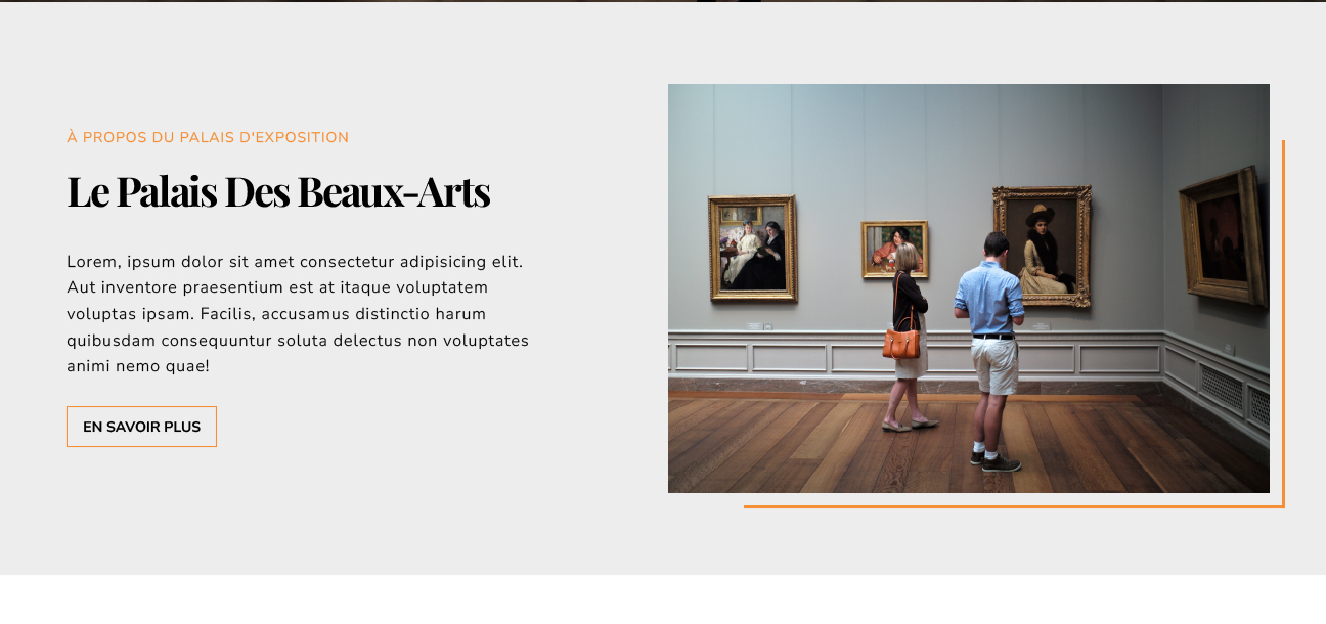 À PROPOS DU PALAIS D'EXPOSITION
Le Palais Des Beaux-Arts
Lorem, ipsum dolor sit amet consectetur adipisicing elit.
Aut inventore praesentium est at itaque voluptatem
voluptas ipsam. Facilis, accusamus distinctio harum
quibusdam consequuntur soluta delectus non voluptates
animi nemo quae!
EN SAVOIR PLUS